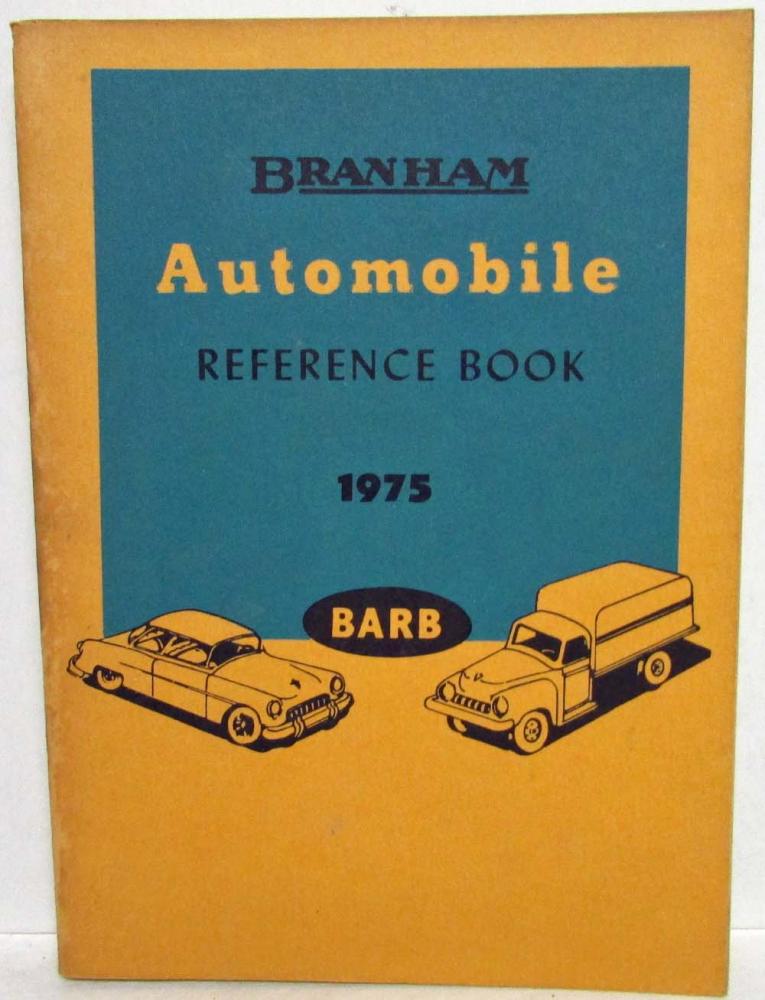 BRANHAM
Automobile
REFERENCE BOOK
1975
BARB